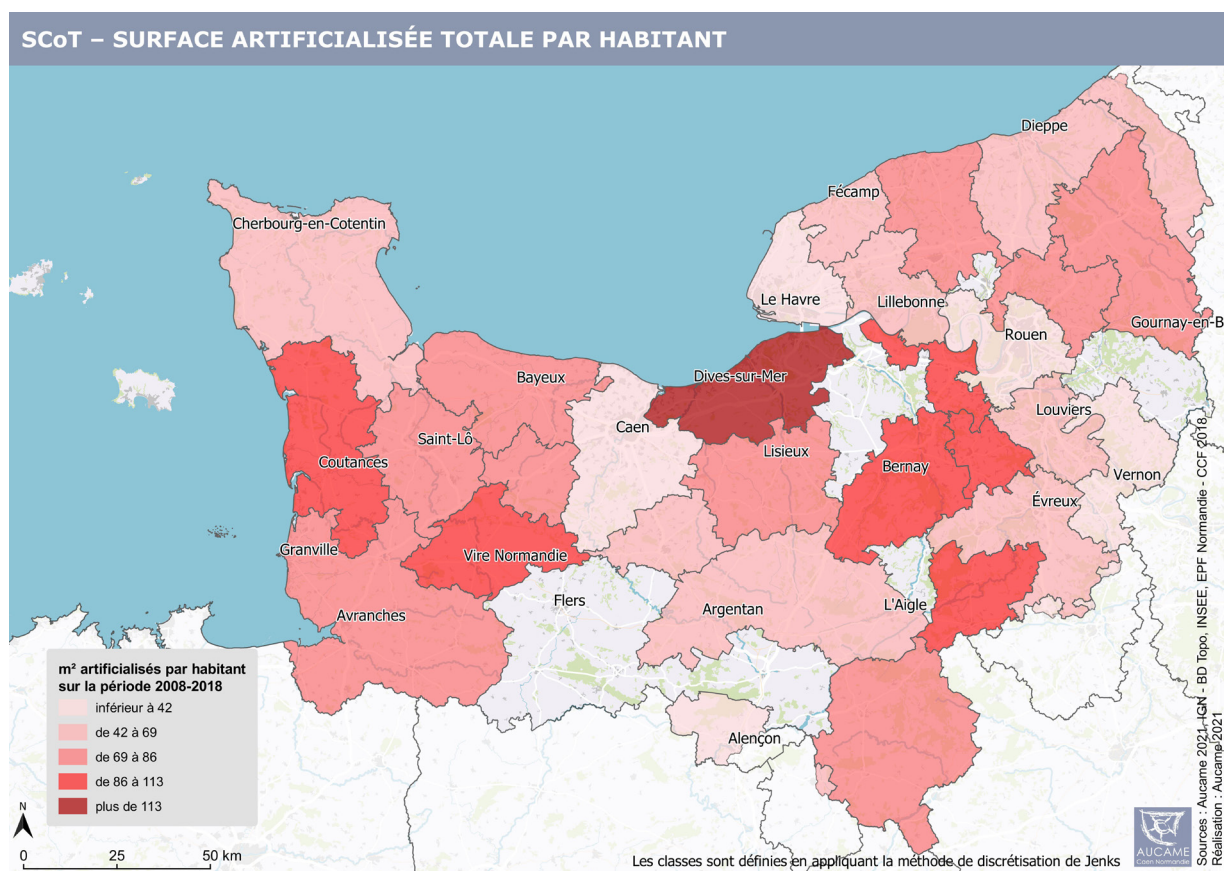 SCoT – SURFACE ARTIFICIALISÉE TOTALE PAR HABITANT
Dieppe
Fécamp
Cherbourg-en-Cotentin
Le Havre
Lillebonne
Rouen
Gournay-en-B
Bayeux
Dives-sur-Mer
Louviers
Caen
Saint-Lô
Lisieux
Coutances
Bernay
Vernon
Évreux
Granville
Vire Normandie
Flers
Argentan
L'Aigle
Avranches
Alençon
m² artificialisés par habitant
sur la période 2008-2018
inférieur à 42
de 42 à 69
de 69 à 86
de 86 à 113
plus de 113
N
0 25 50 km
Les classes sont définies en appliquant la méthode de discrétisation de Jenks
AUCAME
Caen Normandie
Sources : Aucame 2021, IGN - BD Topo, INSEE, EPF Normandie - CCF 2018,
Réalisation : Aucame 2021